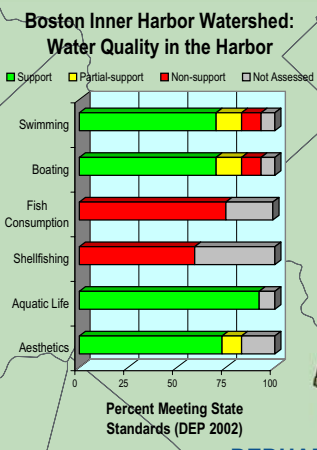 Boston Inner Harbor Watershed:
Water Quality in the Harbor
Support Partial-support Non-support Not Assessed
Swimming
Boating
Fish
Consumption
Shellfishing
Aquatic Life
Aesthetics
0 25 50 75 100
Percent Meeting State
Standards (DEP 2002)